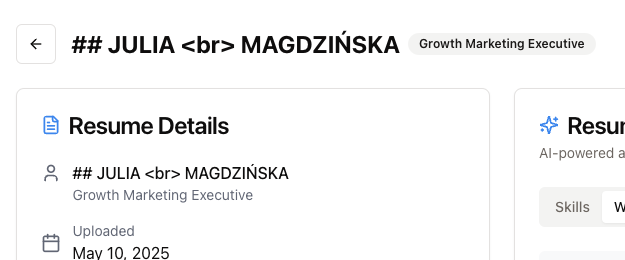 ## JULIA <br> MAGDZIŃSKA Growth Marketing Executive
Resume Details
## JULIA <br> MAGDZIŃSKA
Growth Marketing Executive
Uploaded
May 10, 2025
Resu
AI-powered a
Skills W